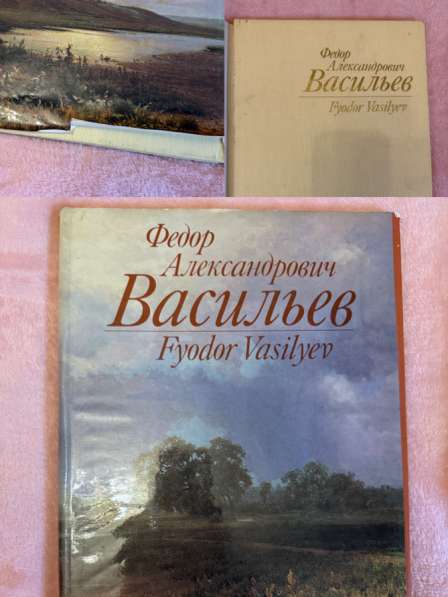 Федор
Александрович
Васильев
Fyodor Vasilyev
Федор
Александрович
Васильев
Fyodor Vasilyev